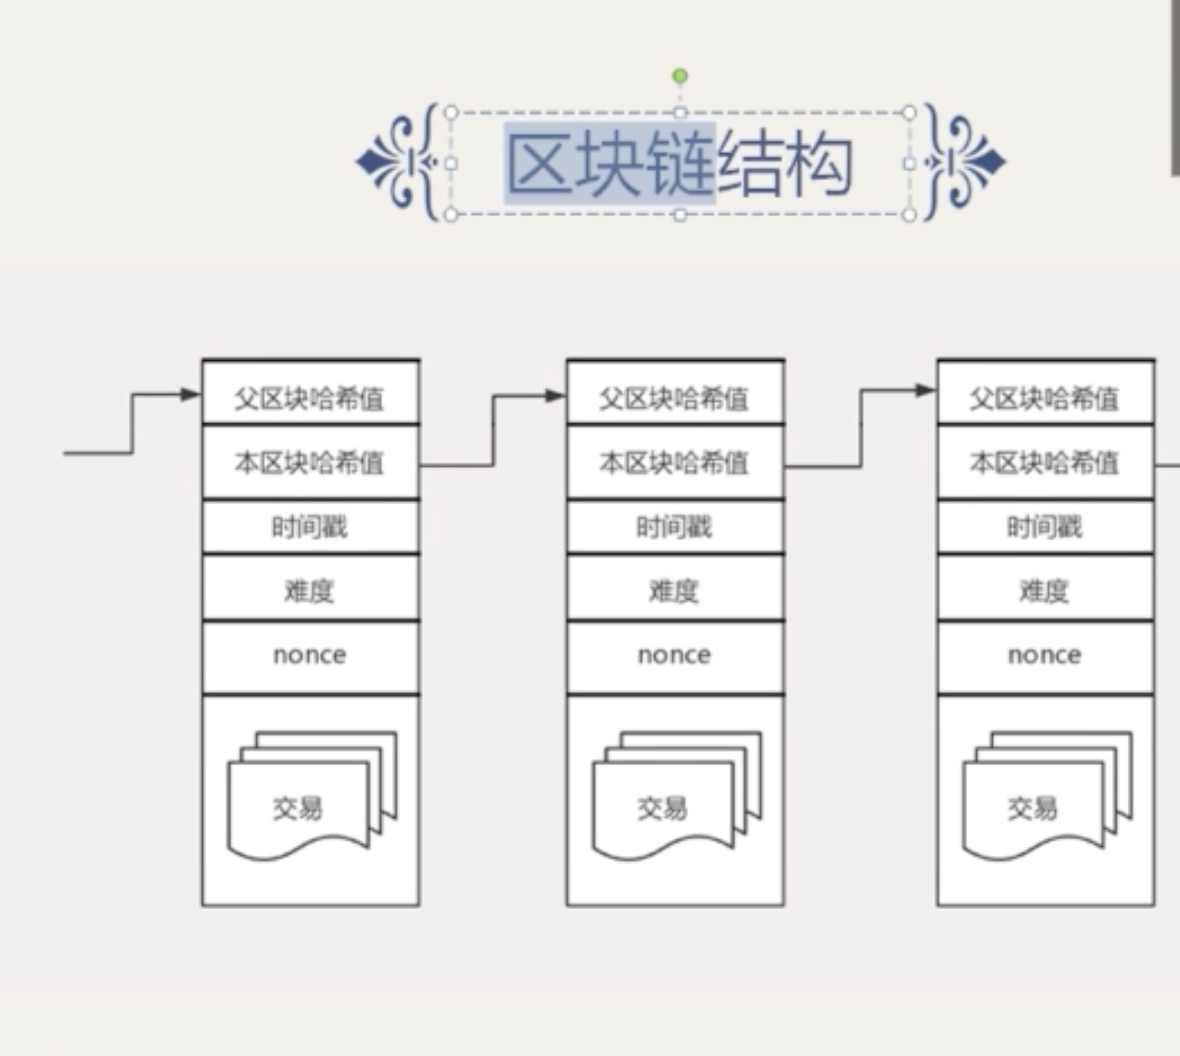 区块链结构
父区块哈希值
本区块哈希值
时间戳
难度
nonce
交易
父区块哈希值
本区块哈希值
时间戳
难度
nonce
交易
父区块哈希值
本区块哈希值
时间戳
难度
nonce
交易